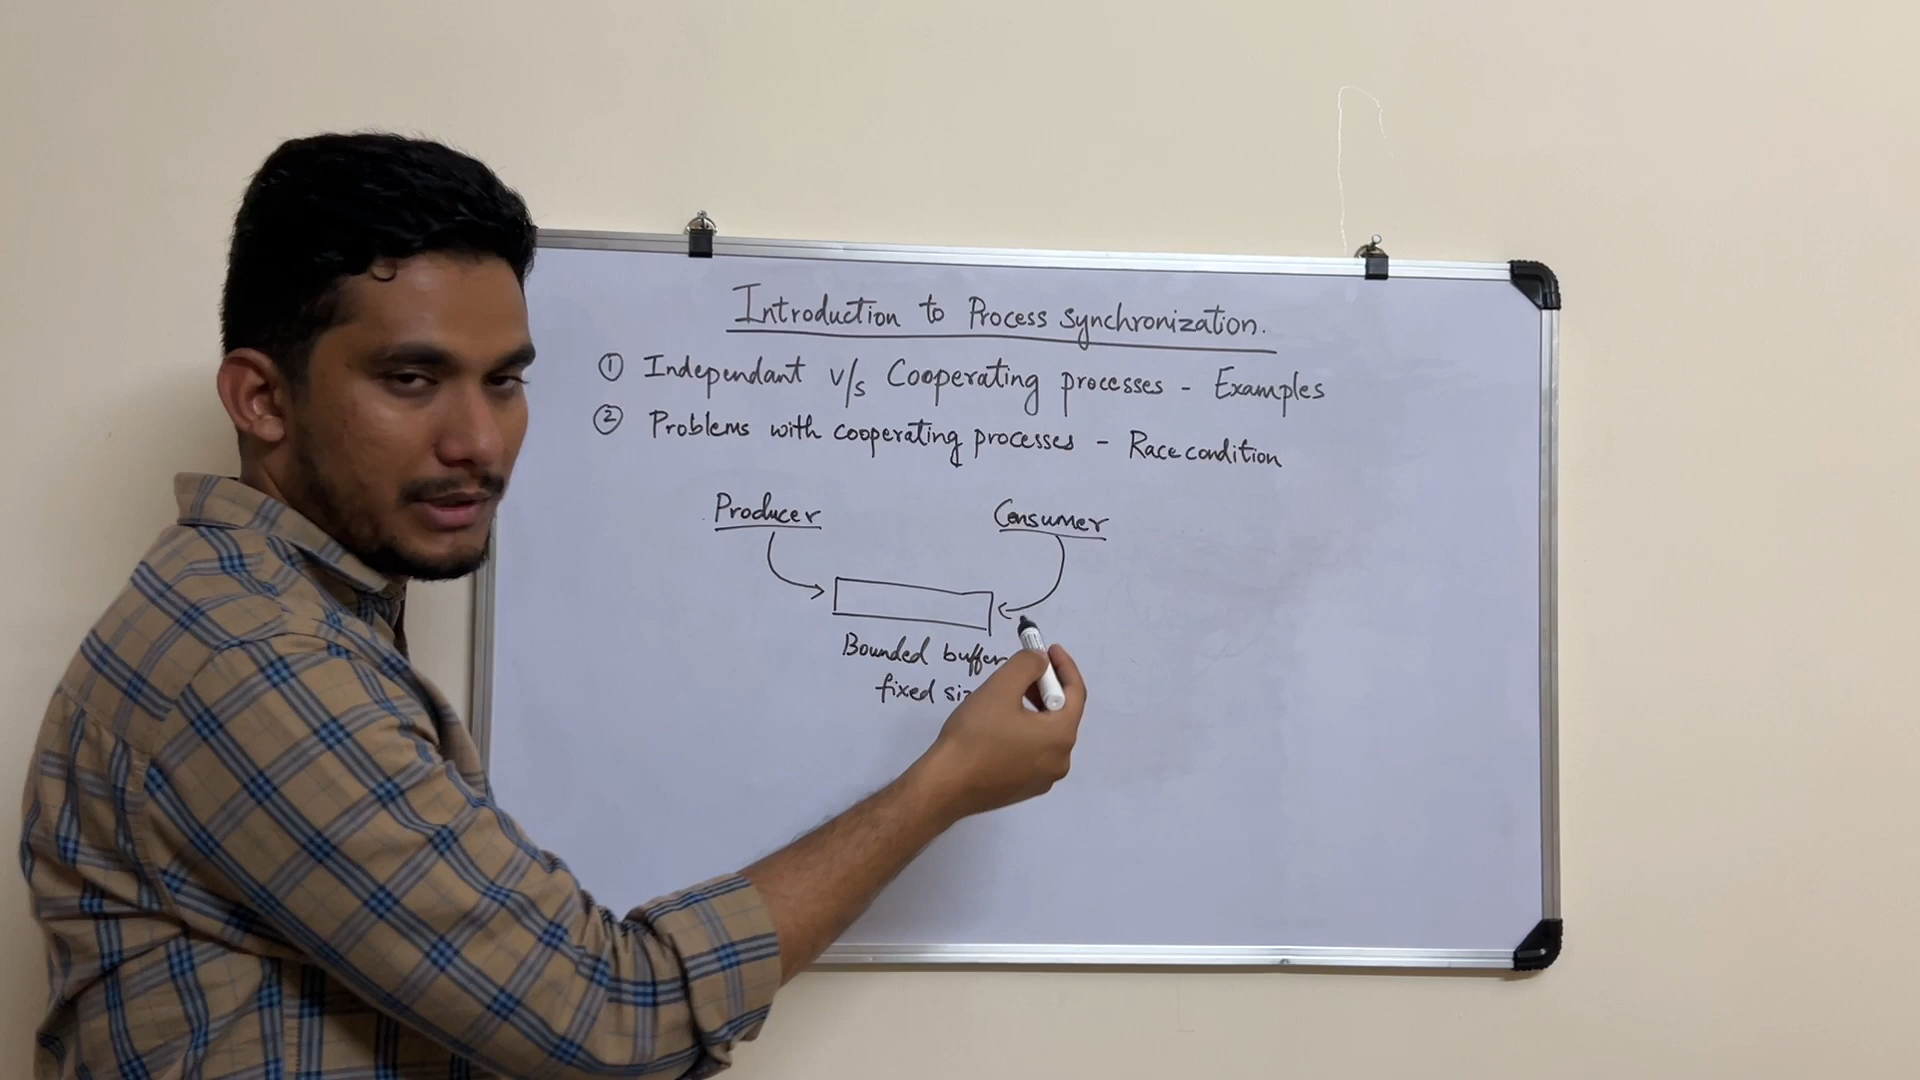 Introduction to Process synchronization.
① Independant v/s Cooperating processes - Examples
② Problems with cooperating processes - Race condition
Producer Consumer
Bounded buffer
fixed